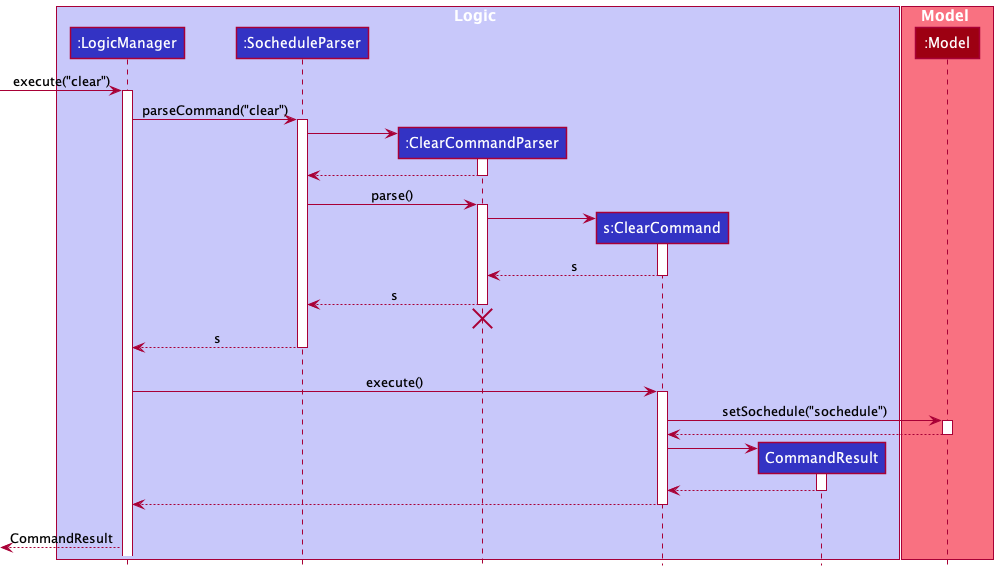 Logic
Model
:LogicManager
:SocheduleParser
:Model
execute("clear")
parseCommand("clear")
:ClearCommandParser
parse()
s:ClearCommand
s
s
s
execute()
setSochedule("sochedule")
CommandResult
CommandResult